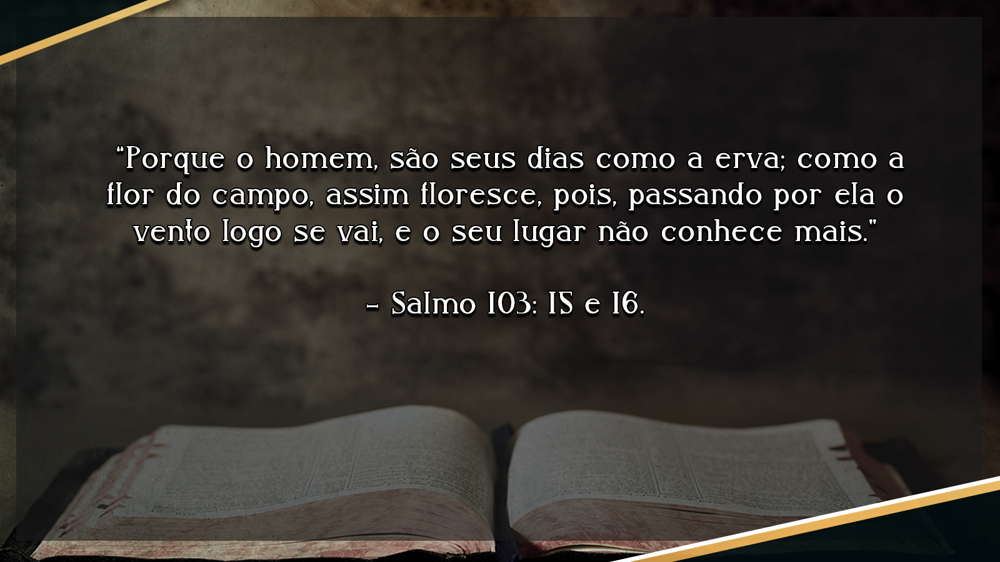 “Porque o homem, são seus dias como a erva; como a
flor do campo, assim floresce, pois, passando por ela o
vento logo se vai, e o seu lugar não conhece mais."
- Salmo 103: 15 e 16.